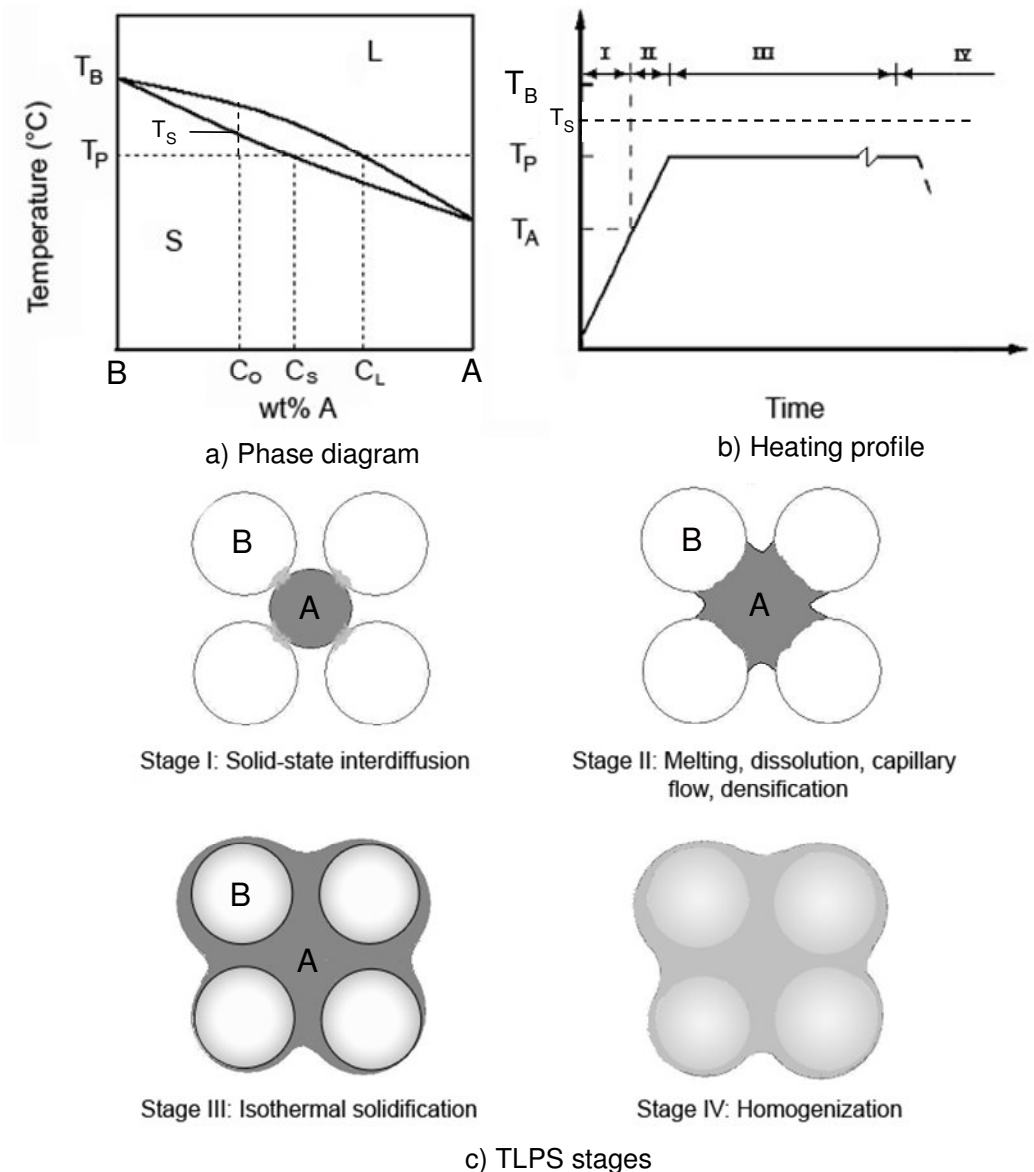 Temperature (°C)
T_B
T_S
T_P
L
S
B
C_O
C_S
C_L
A
wt% A
a) Phase diagram
I
II
III
IV
T_B
T_S
T_P
T_A
Time
b) Heating profile
B
A
Stage I: Solid-state interdiffusion
B
A
Stage II: Melting, dissolution, capillary
flow, densification
B
A
Stage III: Isothermal solidification
Stage IV: Homogenization
c) TLPS stages